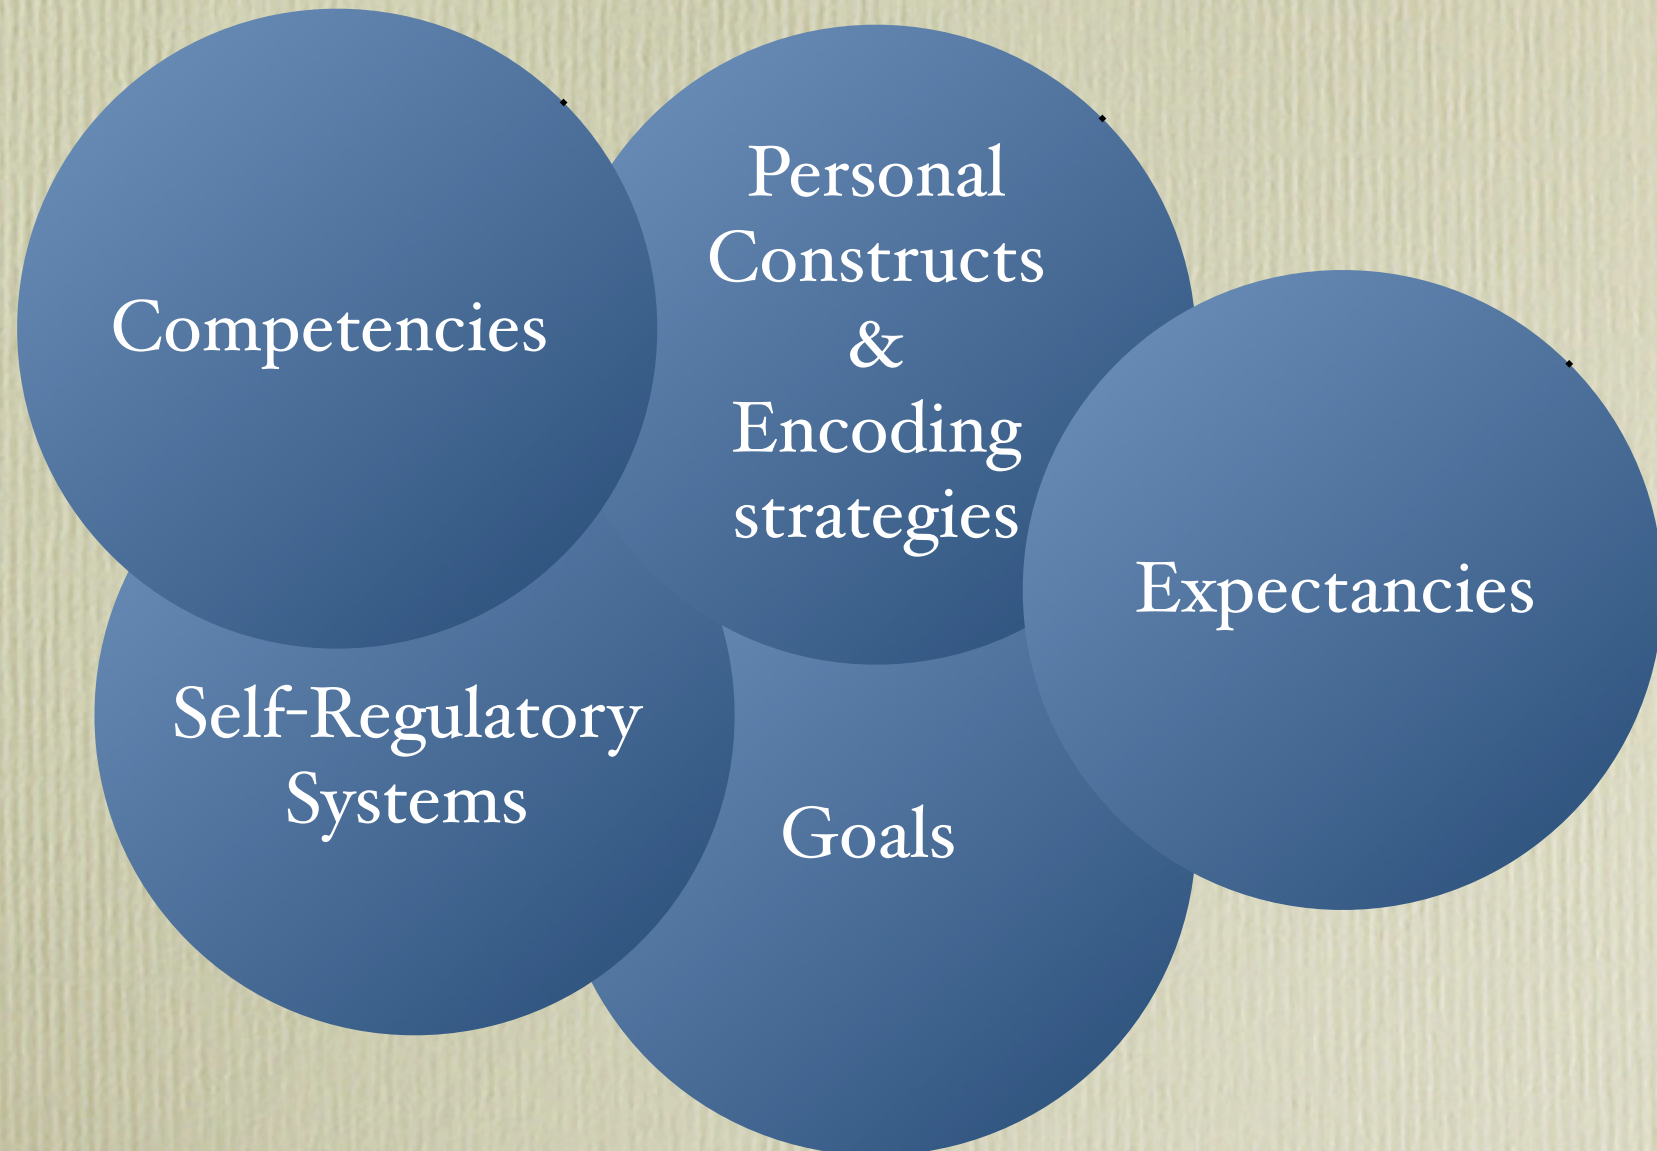 Competencies
Personal
Constructs
&
Encoding
strategies
Expectancies
Self-Regulatory
Systems
Goals